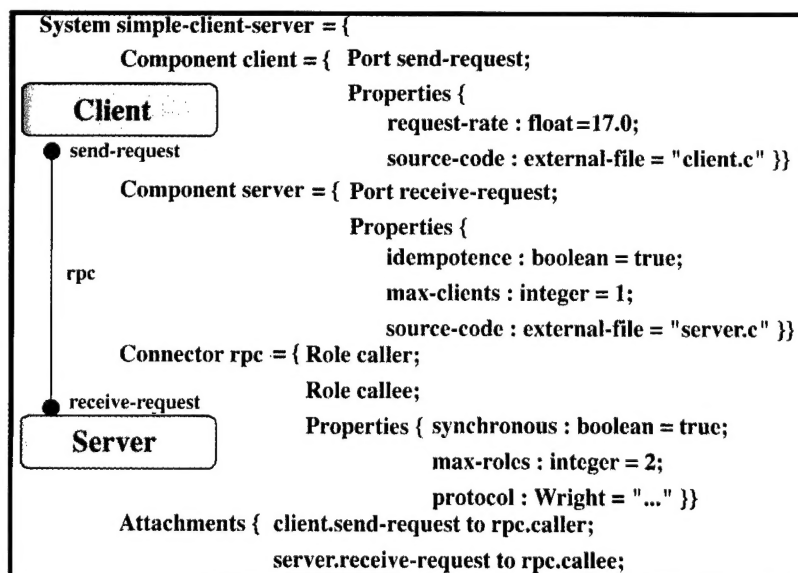 System simple-client-server = {
Component client = { Port send-request;
Client
Properties {
request-rate : float=17.0;
send-request
source-code : external-file = "client.c" }}
Component server = { Port receive-request;
Properties {
idempotence : boolean = true;
rpc
max-clients : integer = 1;
source-code : external-file = "server.c" }}
Connector rpc = { Role caller;
Role callee;
receive-request
Server
Properties { synchronous : boolean = true;
max-roles : integer = 2;
protocol : Wright = "..." }}
Attachments { client.send-request to rpc.caller;
server.receive-request to rpc.callee;